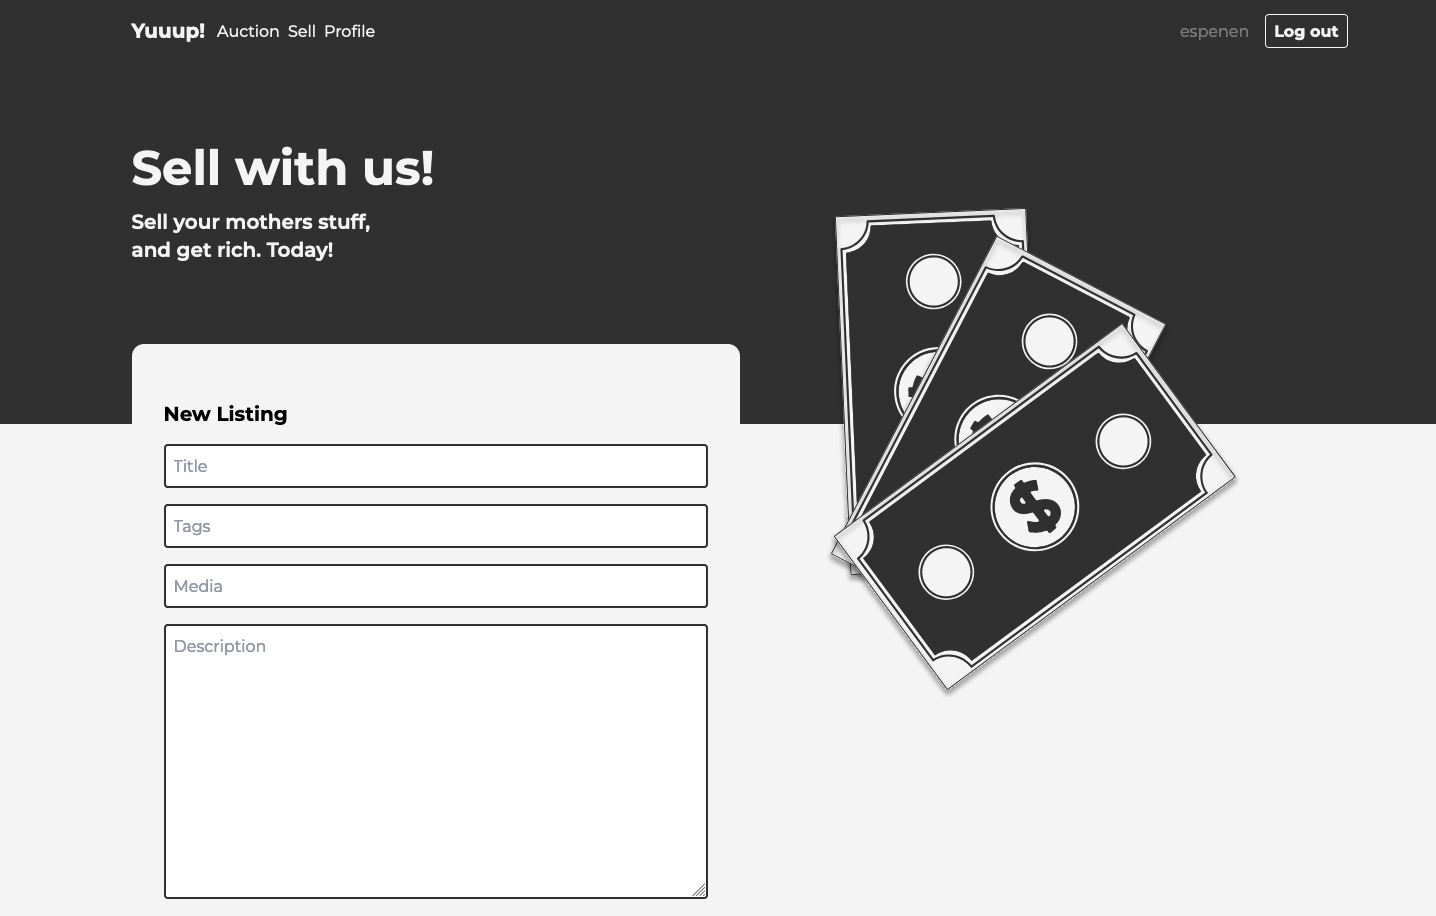 Yuuup! Auction Sell Profile espenen Log out
Sell with us!
Sell your mothers stuff,
and get rich. Today!
New Listing
Title
Tags
Media
Description
$
$
$